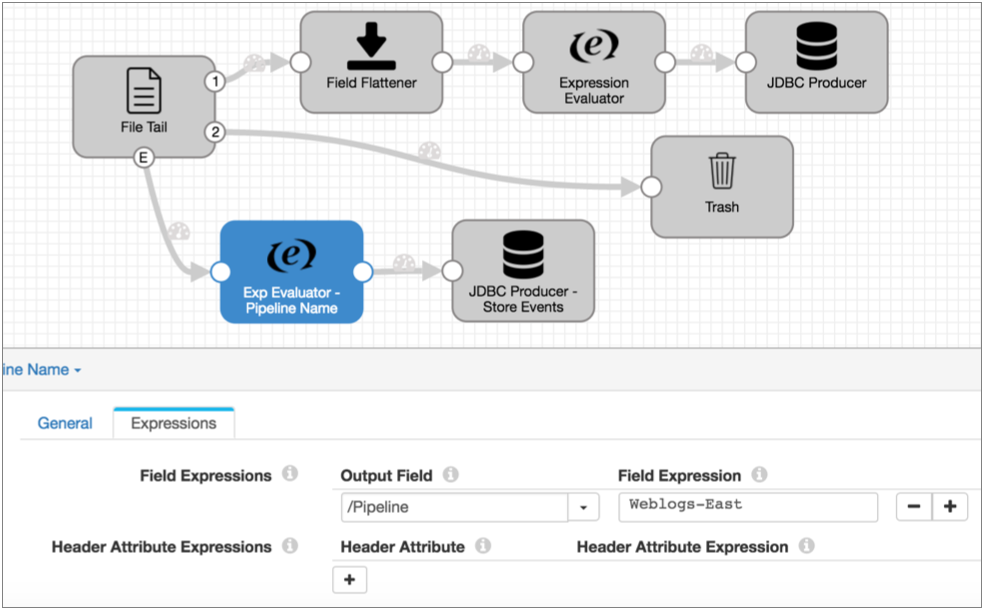 File Tail
1
2
E
Field Flattener
Expression
Evaluator
JDBC Producer
Trash
Exp Evaluator -
Pipeline Name
JDBC Producer -
Store Events
ine Name
General
Expressions
Field Expressions
Output Field
Field Expression
/Pipeline
Weblogs-East
Header Attribute Expressions
Header Attribute
Header Attribute Expression